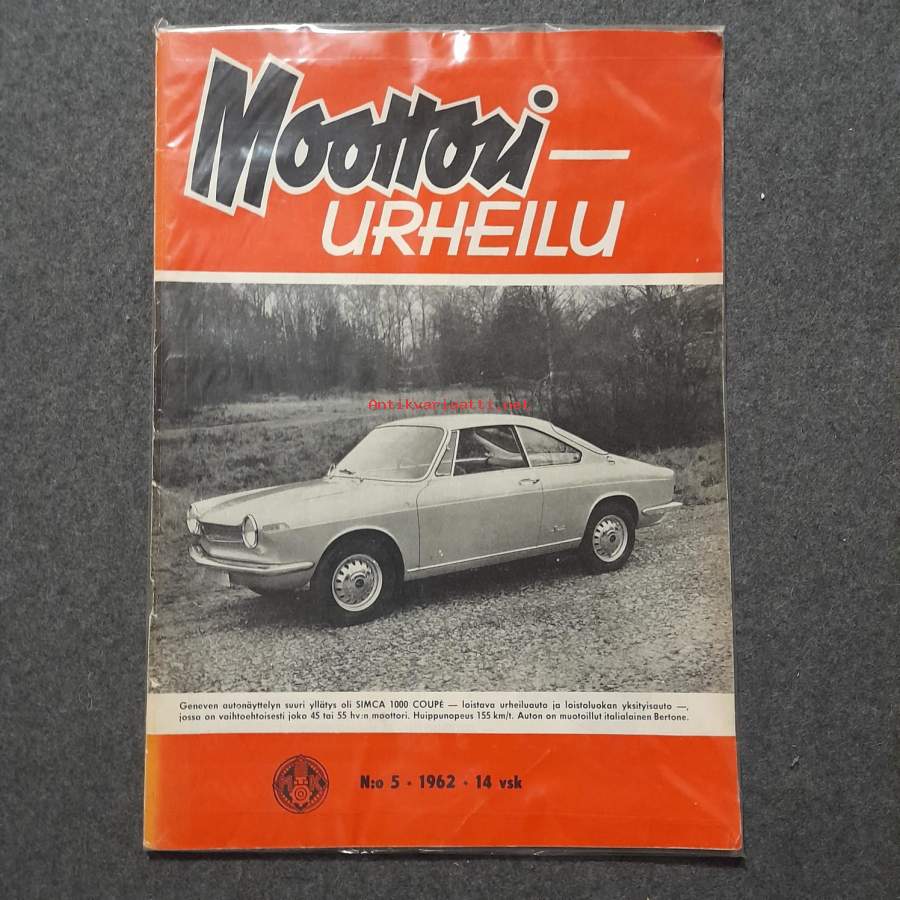 Moottori—
URHEILU
Antikvariaatti.net
Geneven autonäyttelyn suuri yllätys oli SIMCA 1000 COUPÉ — loistava urheiluauto ja loistoluokan yksityisauto —,
jossa on vaihtoehtoisesti joko 45 tai 55 hv:n moottori. Huippunopeus 155 km/t. Auton on muotoillut italialainen Bertone.
N:o 5 • 1962 • 14 vsk